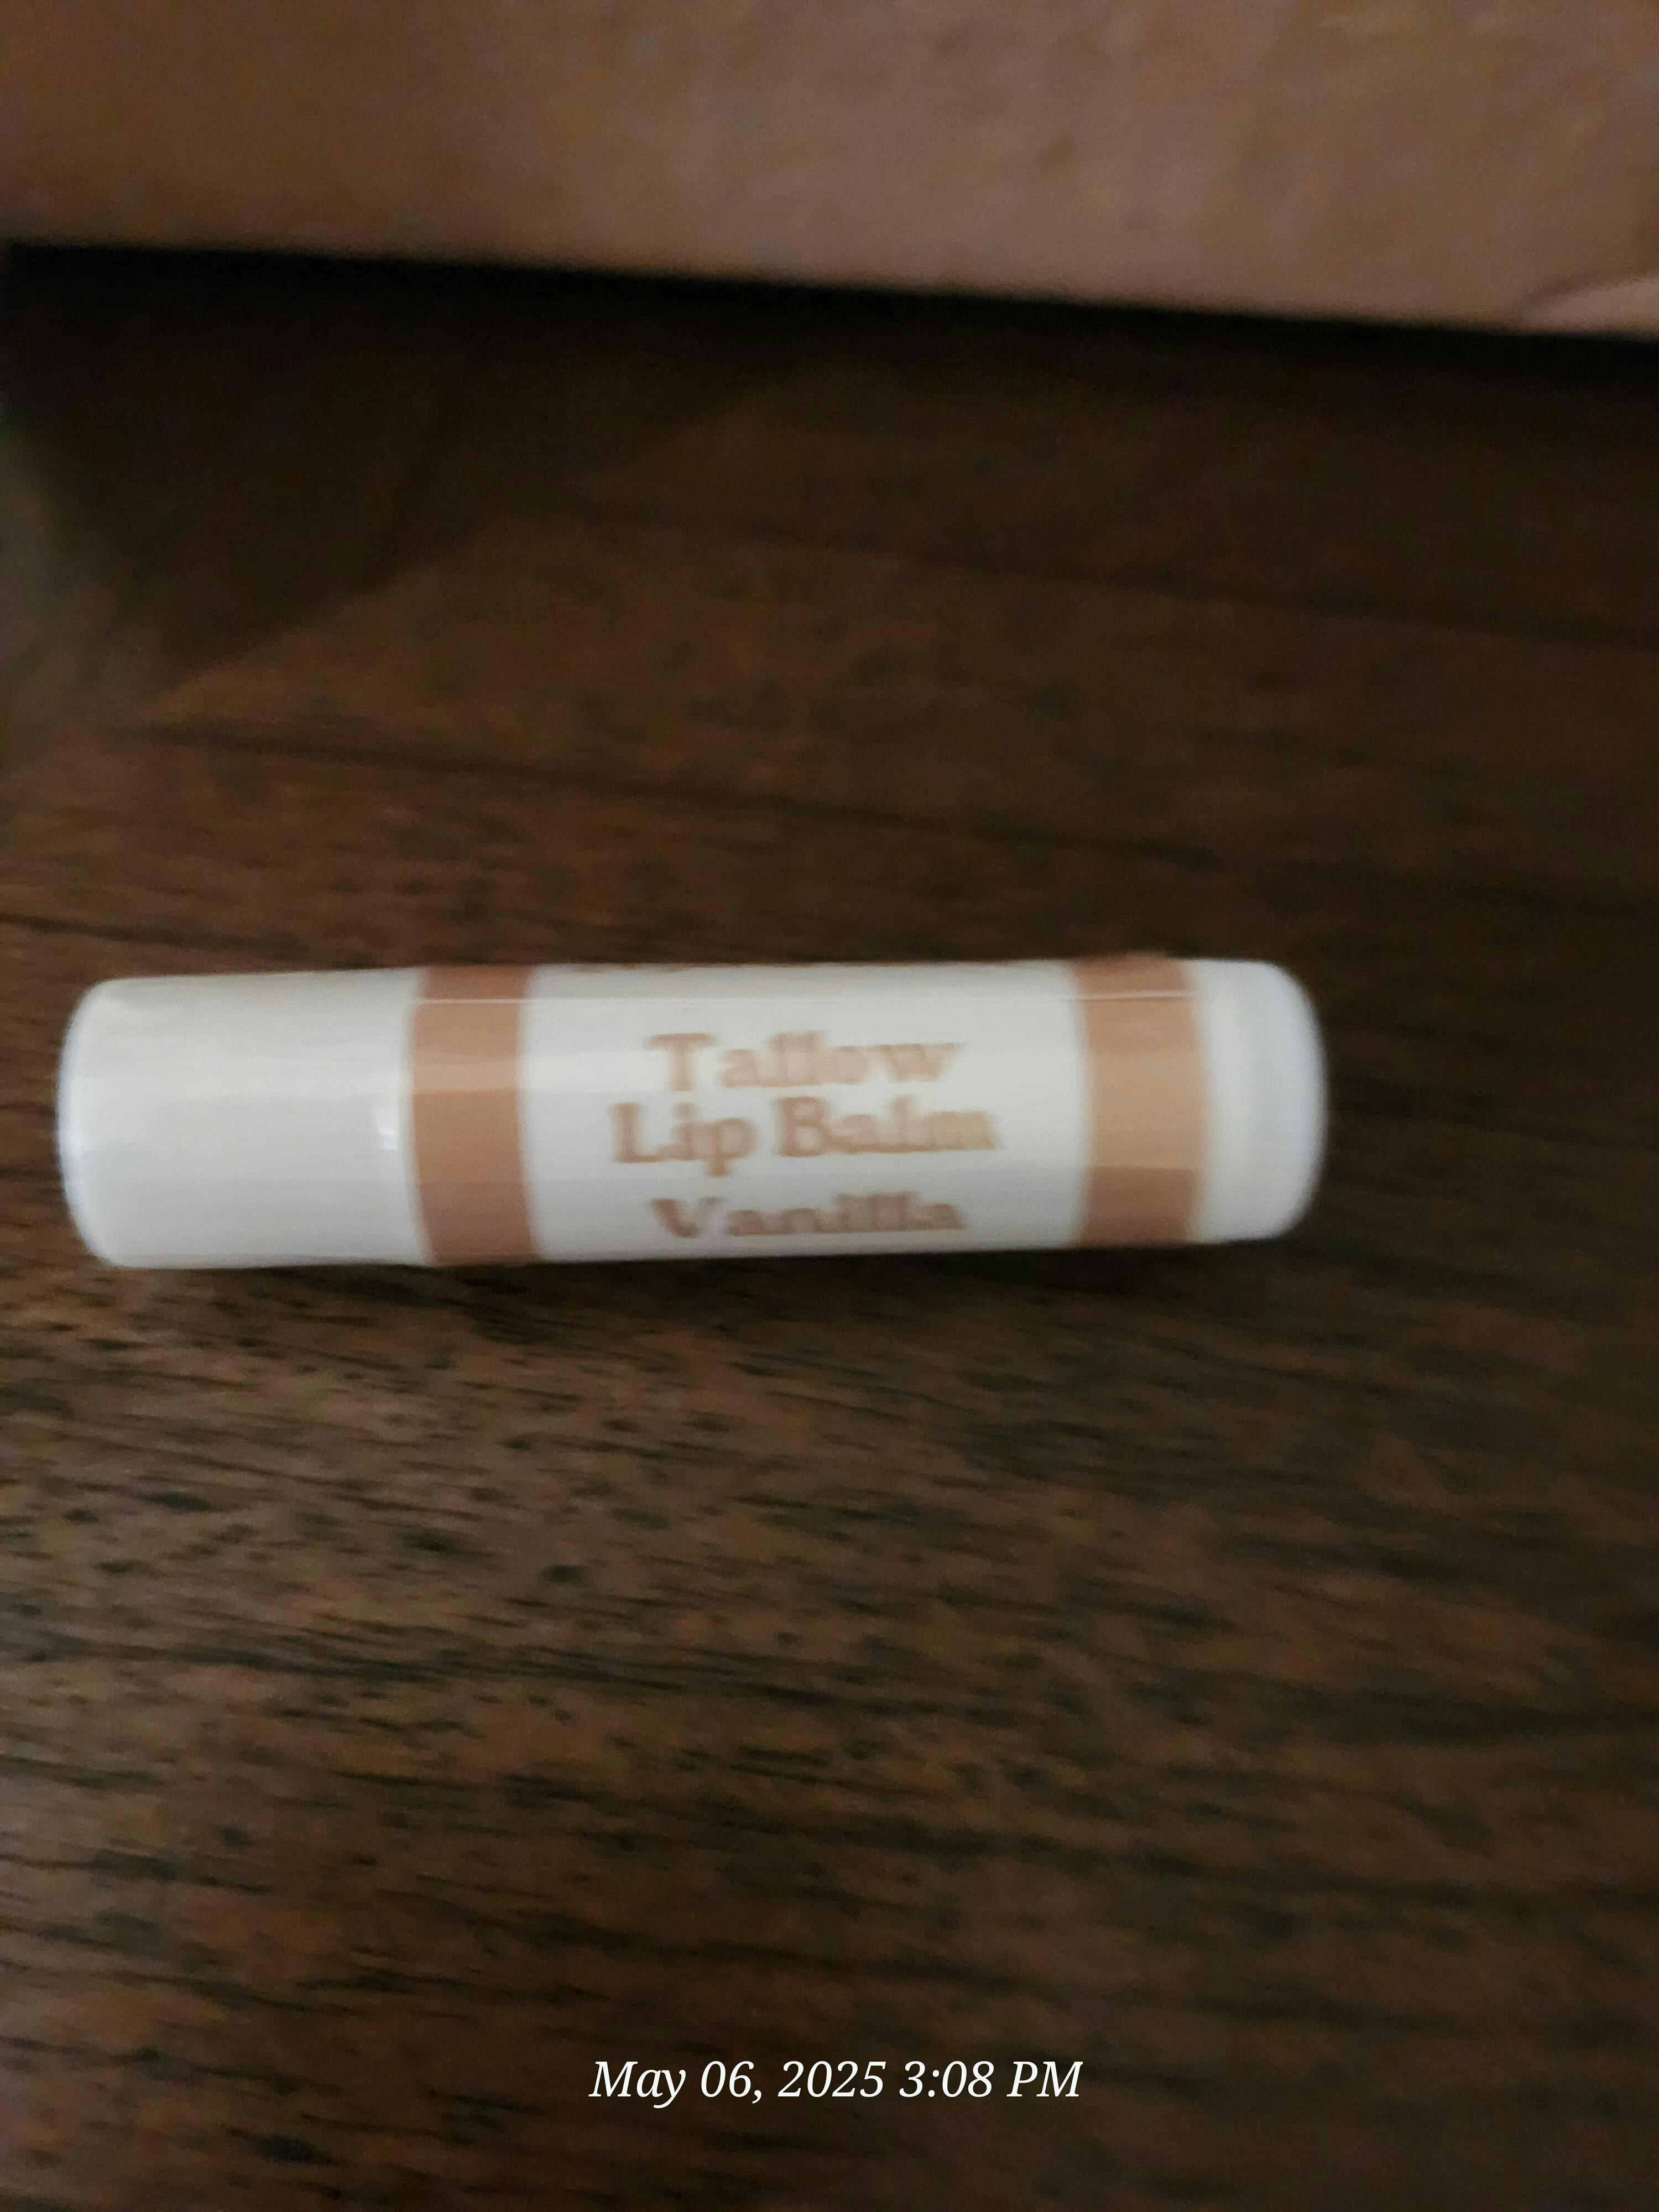 Tallow
Lip Balm
Vanilla
May 06, 2025 3:08 PM